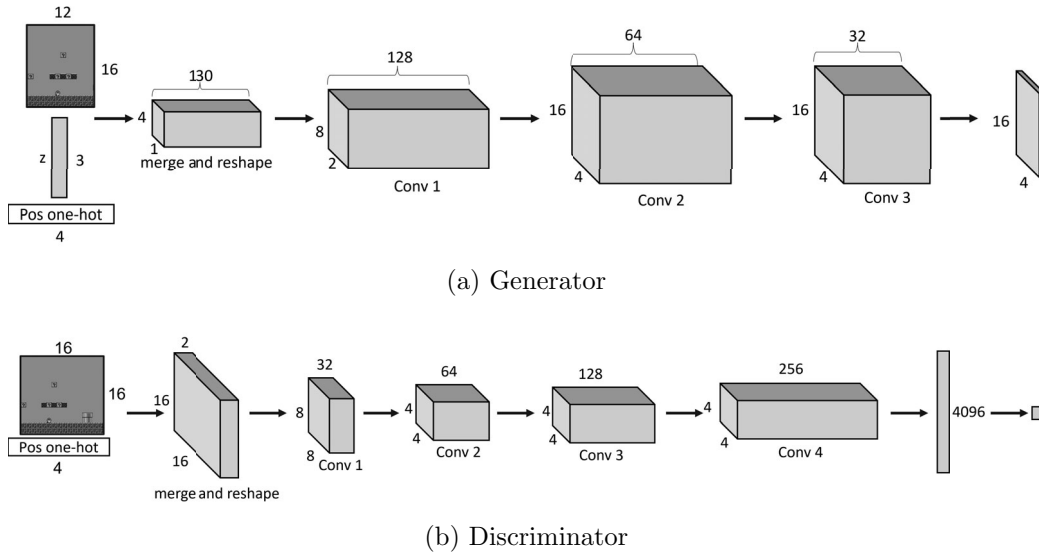 12
16
z 3
Pos one-hot
4
130
4
1
merge and reshape
128
8
2
Conv 1
64
16
4
Conv 2
32
16
4
Conv 3
16
4
(a) Generator
16
16
Pos one-hot
4
2
16
16
merge and reshape
32
8
8
Conv 1
64
4
4
Conv 2
128
4
4
Conv 3
256
4
4
Conv 4
4096
(b) Discriminator